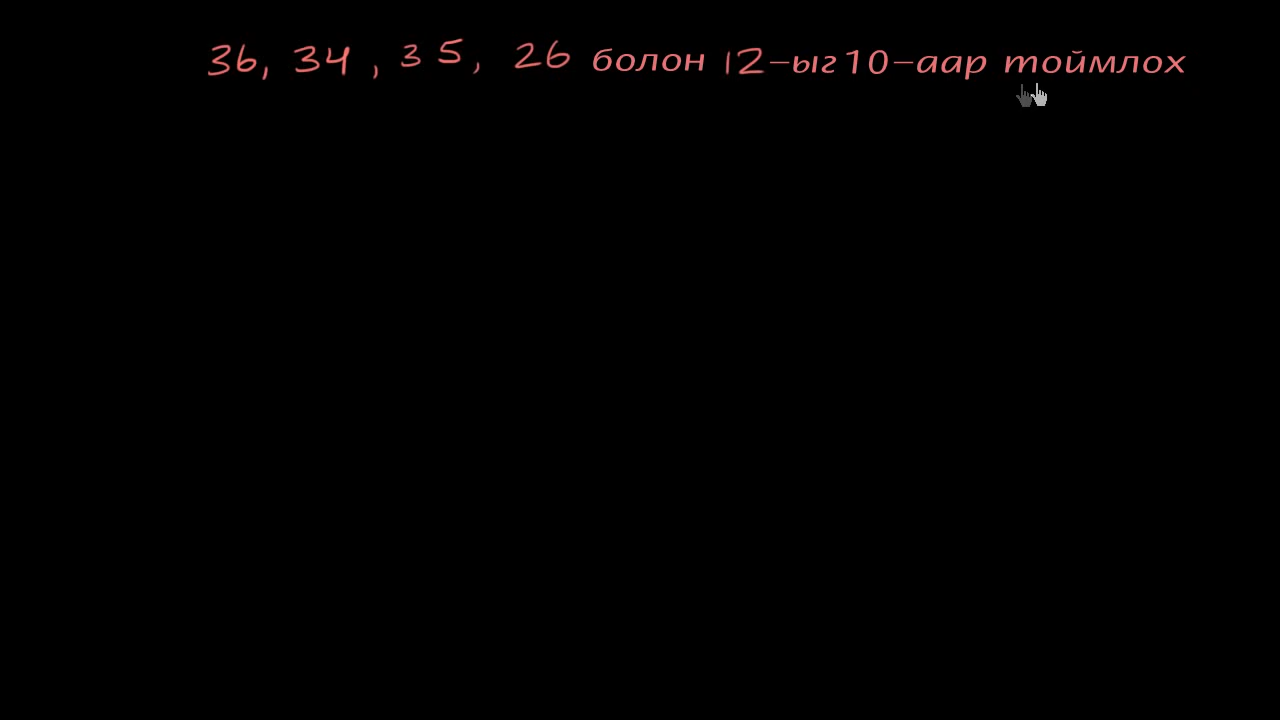 36, 34, 35, 26 болон 12-ыг 10-аар тоймлох